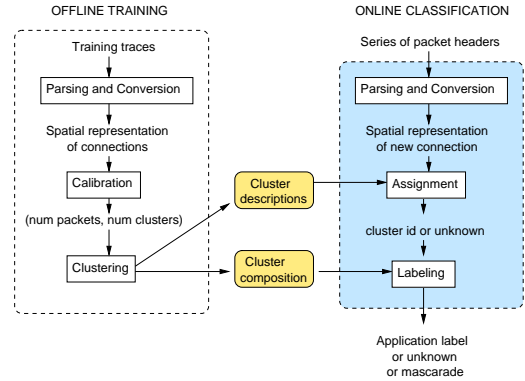 OFFLINE TRAINING
Training traces
Parsing and Conversion
Spatial representation
of connections
Calibration
(num packets, num clusters)
Clustering
Cluster
descriptions
Cluster
composition
ONLINE CLASSIFICATION
Series of packet headers
Parsing and Conversion
Spatial representation
of new connection
Assignment
cluster id or unknown
Labeling
Application label
or unknown
or mascarade